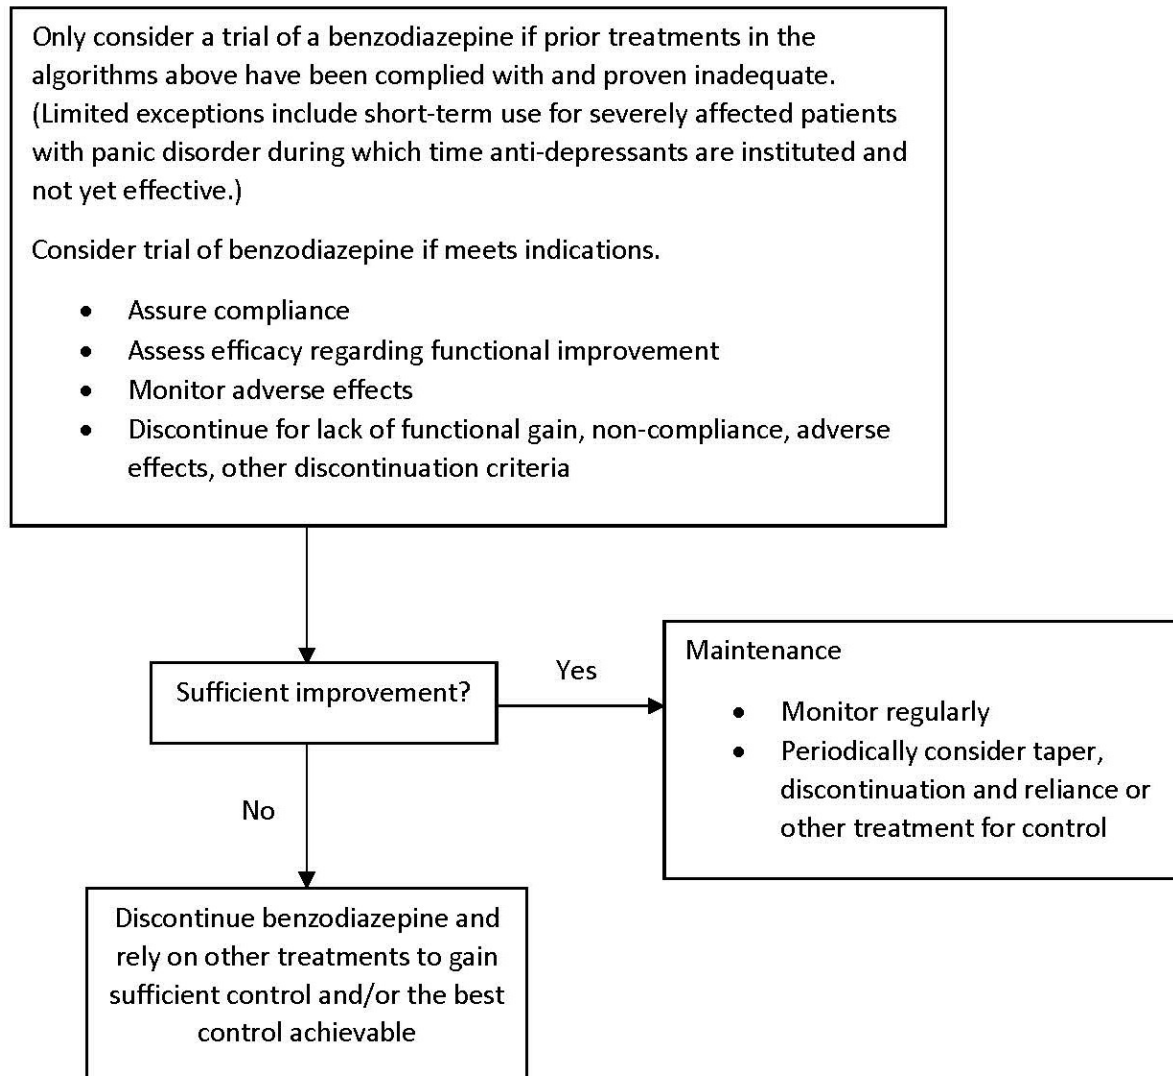 Only consider a trial of a benzodiazepine if prior treatments in the
algorithms above have been complied with and proven inadequate.
(Limited exceptions include short-term use for severely affected patients
with panic disorder during which time anti-depressants are instituted and
not yet effective.)
Consider trial of benzodiazepine if meets indications.
• Assure compliance
• Assess efficacy regarding functional improvement
• Monitor adverse effects
• Discontinue for lack of functional gain, non-compliance, adverse
effects, other discontinuation criteria
Sufficient improvement?
Yes
Maintenance
• Monitor regularly
• Periodically consider taper,
discontinuation and reliance or
other treatment for control
No
Discontinue benzodiazepine and
rely on other treatments to gain
sufficient control and/or the best
control achievable